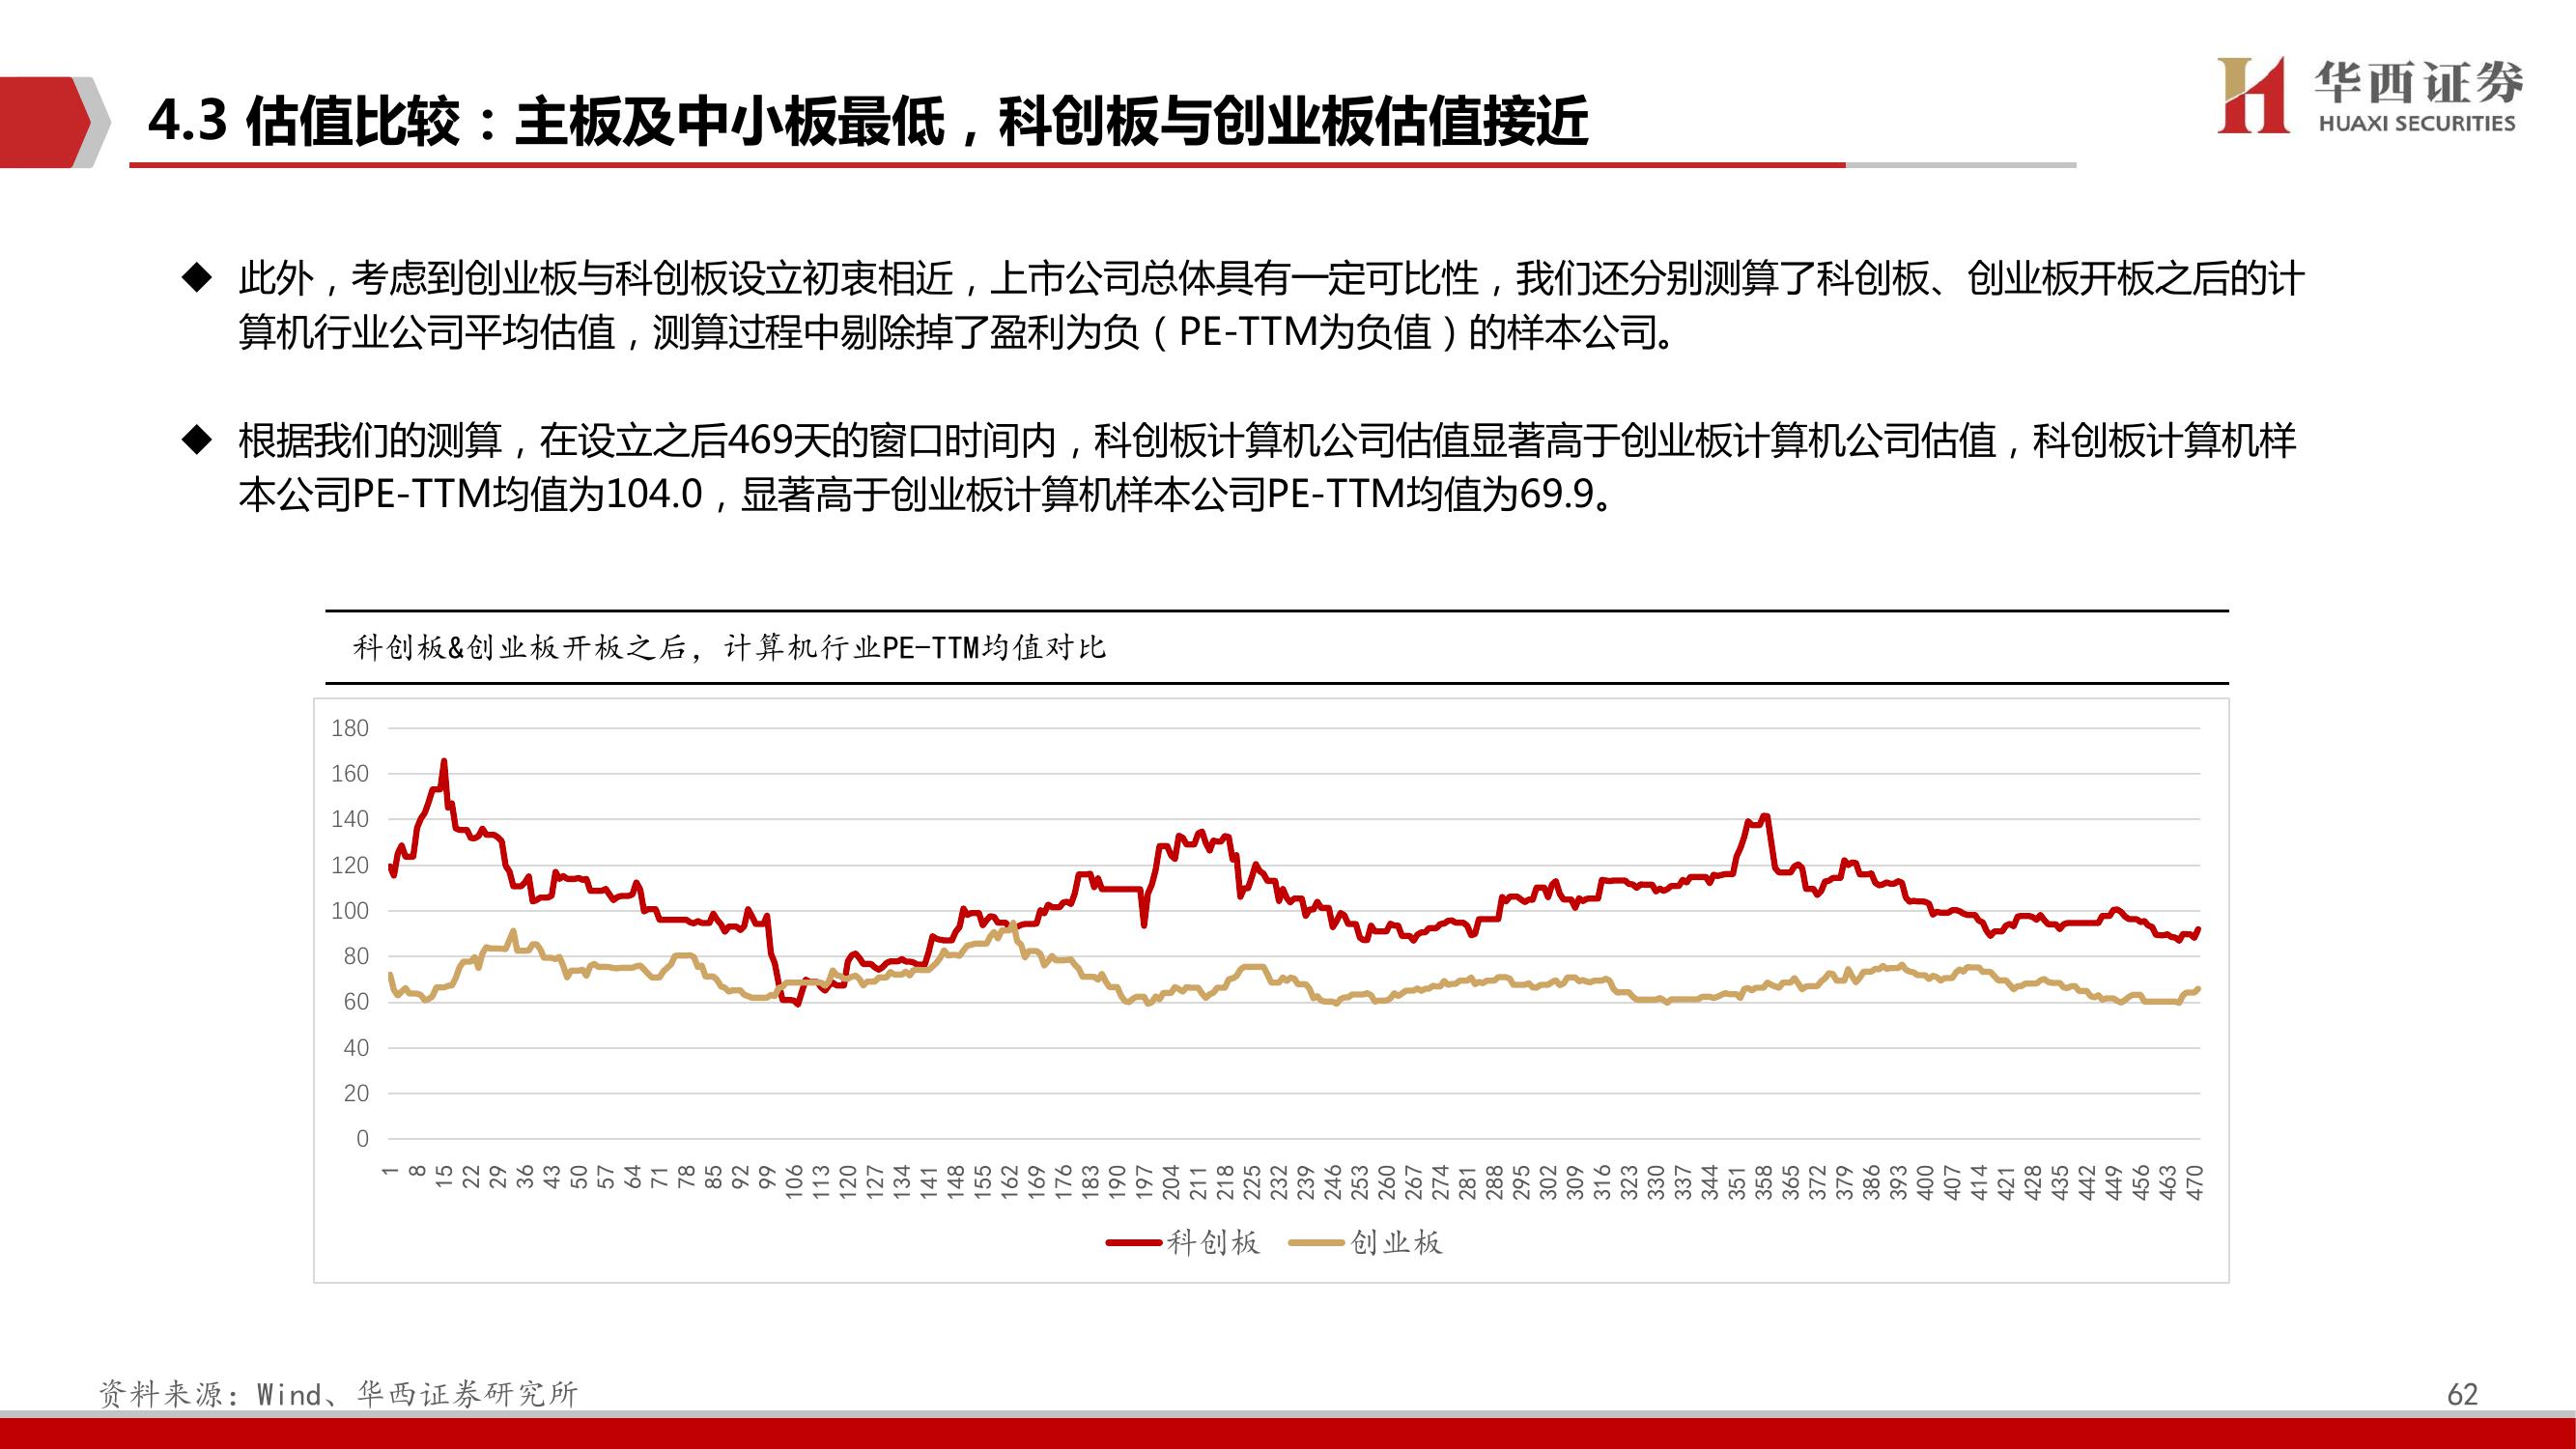 4.3 估值比较：主板及中小板最低，科创板与创业板估值接近
华西证券
HUAXI SECURITIES
◆ 此外，考虑到创业板与科创板设立初衷相近，上市公司总体具有一定可比性，我们还分别测算了科创板、创业板开板之后的计
算机行业公司平均估值，测算过程中剔除掉了盈利为负（PE-TTM为负值）的样本公司。
◆ 根据我们的测算，在设立之后469天的窗口时间内，科创板计算机公司估值显著高于创业板计算机公司估值，科创板计算机样
本公司PE-TTM均值为104.0，显著高于创业板计算机样本公司PE-TTM均值为69.9。
科创板&创业板开板之后，计算机行业PE-TTM均值对比
180
160
140
120
100
80
60
40
20
0
1 8 15 22 29 36 43 50 57 64 71 78 85 92 99 106 113 120 127 134 141 148 155 162 169 176 183 190 197 204 211 218 225 232 239 246 253 260 267 274 281 288 295 302 309 316 323 330 337 344 351 358 365 372 379 386 393 400 407 414 421 428 435 442 449 456 463 470
科创板 创业板
资料来源：Wind、华西证券研究所
62